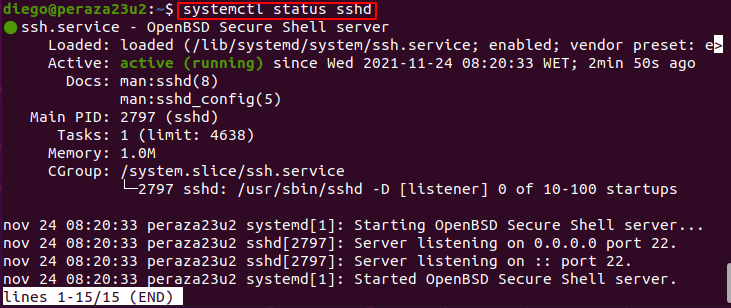 diego@peraza23u2:~$ systemctl status sshd
● ssh.service - OpenBSD Secure Shell server
     Loaded: loaded (/lib/systemd/system/ssh.service; enabled; vendor preset: e>
     Active: active (running) since Wed 2021-11-24 08:20:33 WET; 2min 50s ago
       Docs: man:sshd(8)
             man:sshd_config(5)
   Main PID: 2797 (sshd)
      Tasks: 1 (limit: 4638)
     Memory: 1.0M
     CGroup: /system.slice/ssh.service
             └─2797 sshd: /usr/sbin/sshd -D [listener] 0 of 10-100 startups

nov 24 08:20:33 peraza23u2 systemd[1]: Starting OpenBSD Secure Shell server...
nov 24 08:20:33 peraza23u2 sshd[2797]: Server listening on 0.0.0.0 port 22.
nov 24 08:20:33 peraza23u2 sshd[2797]: Server listening on :: port 22.
nov 24 08:20:33 peraza23u2 systemd[1]: Started OpenBSD Secure Shell server.
lines 1-15/15 (END)